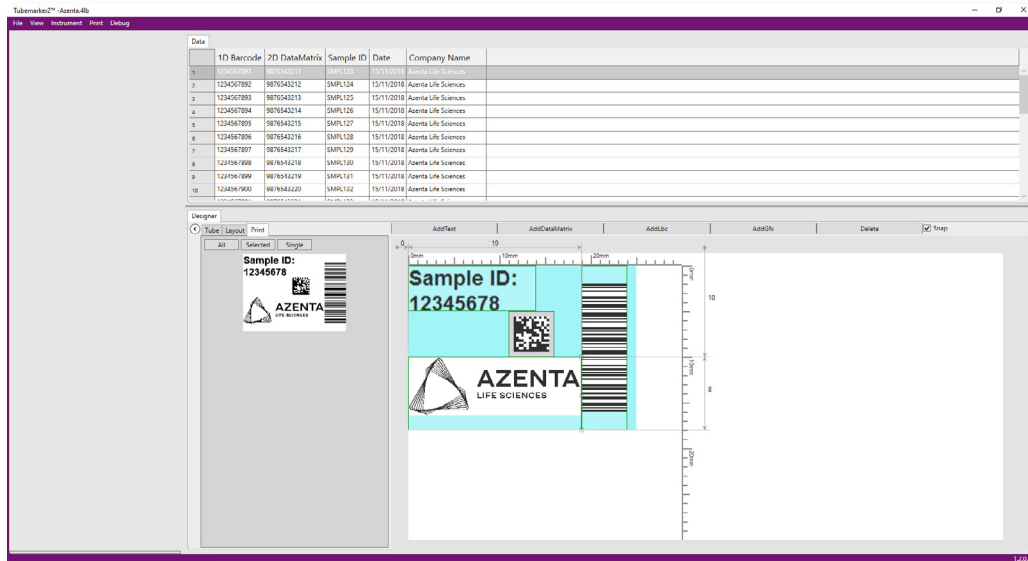 Tubemarker2™ -Azenta.4lb
File View Instrument Print Debug
Data
1D Barcode 2D DataMatrix Sample ID Date Company Name
1 1234567891 9876543211 SMPL123 15/11/2018 Azenta Life Sciences
2 1234567892 9876543212 SMPL124 15/11/2018 Azenta Life Sciences
3 1234567893 9876543213 SMPL125 15/11/2018 Azenta Life Sciences
4 1234567894 9876543214 SMPL126 15/11/2018 Azenta Life Sciences
5 1234567895 9876543215 SMPL127 15/11/2018 Azenta Life Sciences
6 1234567896 9876543216 SMPL128 15/11/2018 Azenta Life Sciences
7 1234567897 9876543217 SMPL129 15/11/2018 Azenta Life Sciences
8 1234567898 9876543218 SMPL130 15/11/2018 Azenta Life Sciences
9 1234567899 9876543219 SMPL131 15/11/2018 Azenta Life Sciences
10 1234567900 9876543220 SMPL132 15/11/2018 Azenta Life Sciences
Designer
Tube Layout Print
AddText AddDataMatrix AddLbc AddGfx Delete Snap
All Selected Single
Sample ID:
12345678
AZENTA
LIFE SCIENCES
0 19
0mm 10mm 20mm
Sample ID:
12345678
AZENTA
LIFE SCIENCES
0mm
10
10mm
8
20mm
1.2.0